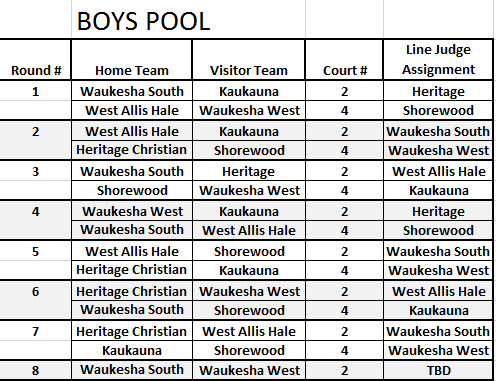 BOYS POOL
Round # Home Team Visitor Team Court # Line Judge Assignment
1 Waukesha South Kaukauna 2 Heritage
West Allis Hale Waukesha West 4 Shorewood
2 West Allis Hale Kaukauna 2 Waukesha South
Heritage Christian Shorewood 4 Waukesha West
3 Waukesha South Heritage 2 West Allis Hale
Shorewood Waukesha West 4 Kaukauna
4 Waukesha West Kaukauna 2 Heritage
Waukesha South West Allis Hale 4 Shorewood
5 West Allis Hale Shorewood 2 Waukesha South
Heritage Christian Kaukauna 4 Waukesha West
6 Heritage Christian Waukesha West 2 West Allis Hale
Waukesha South Shorewood 4 Kaukauna
7 Heritage Christian West Allis Hale 2 Waukesha South
Kaukauna Shorewood 4 Waukesha West
8 Waukesha South Waukesha West 2 TBD